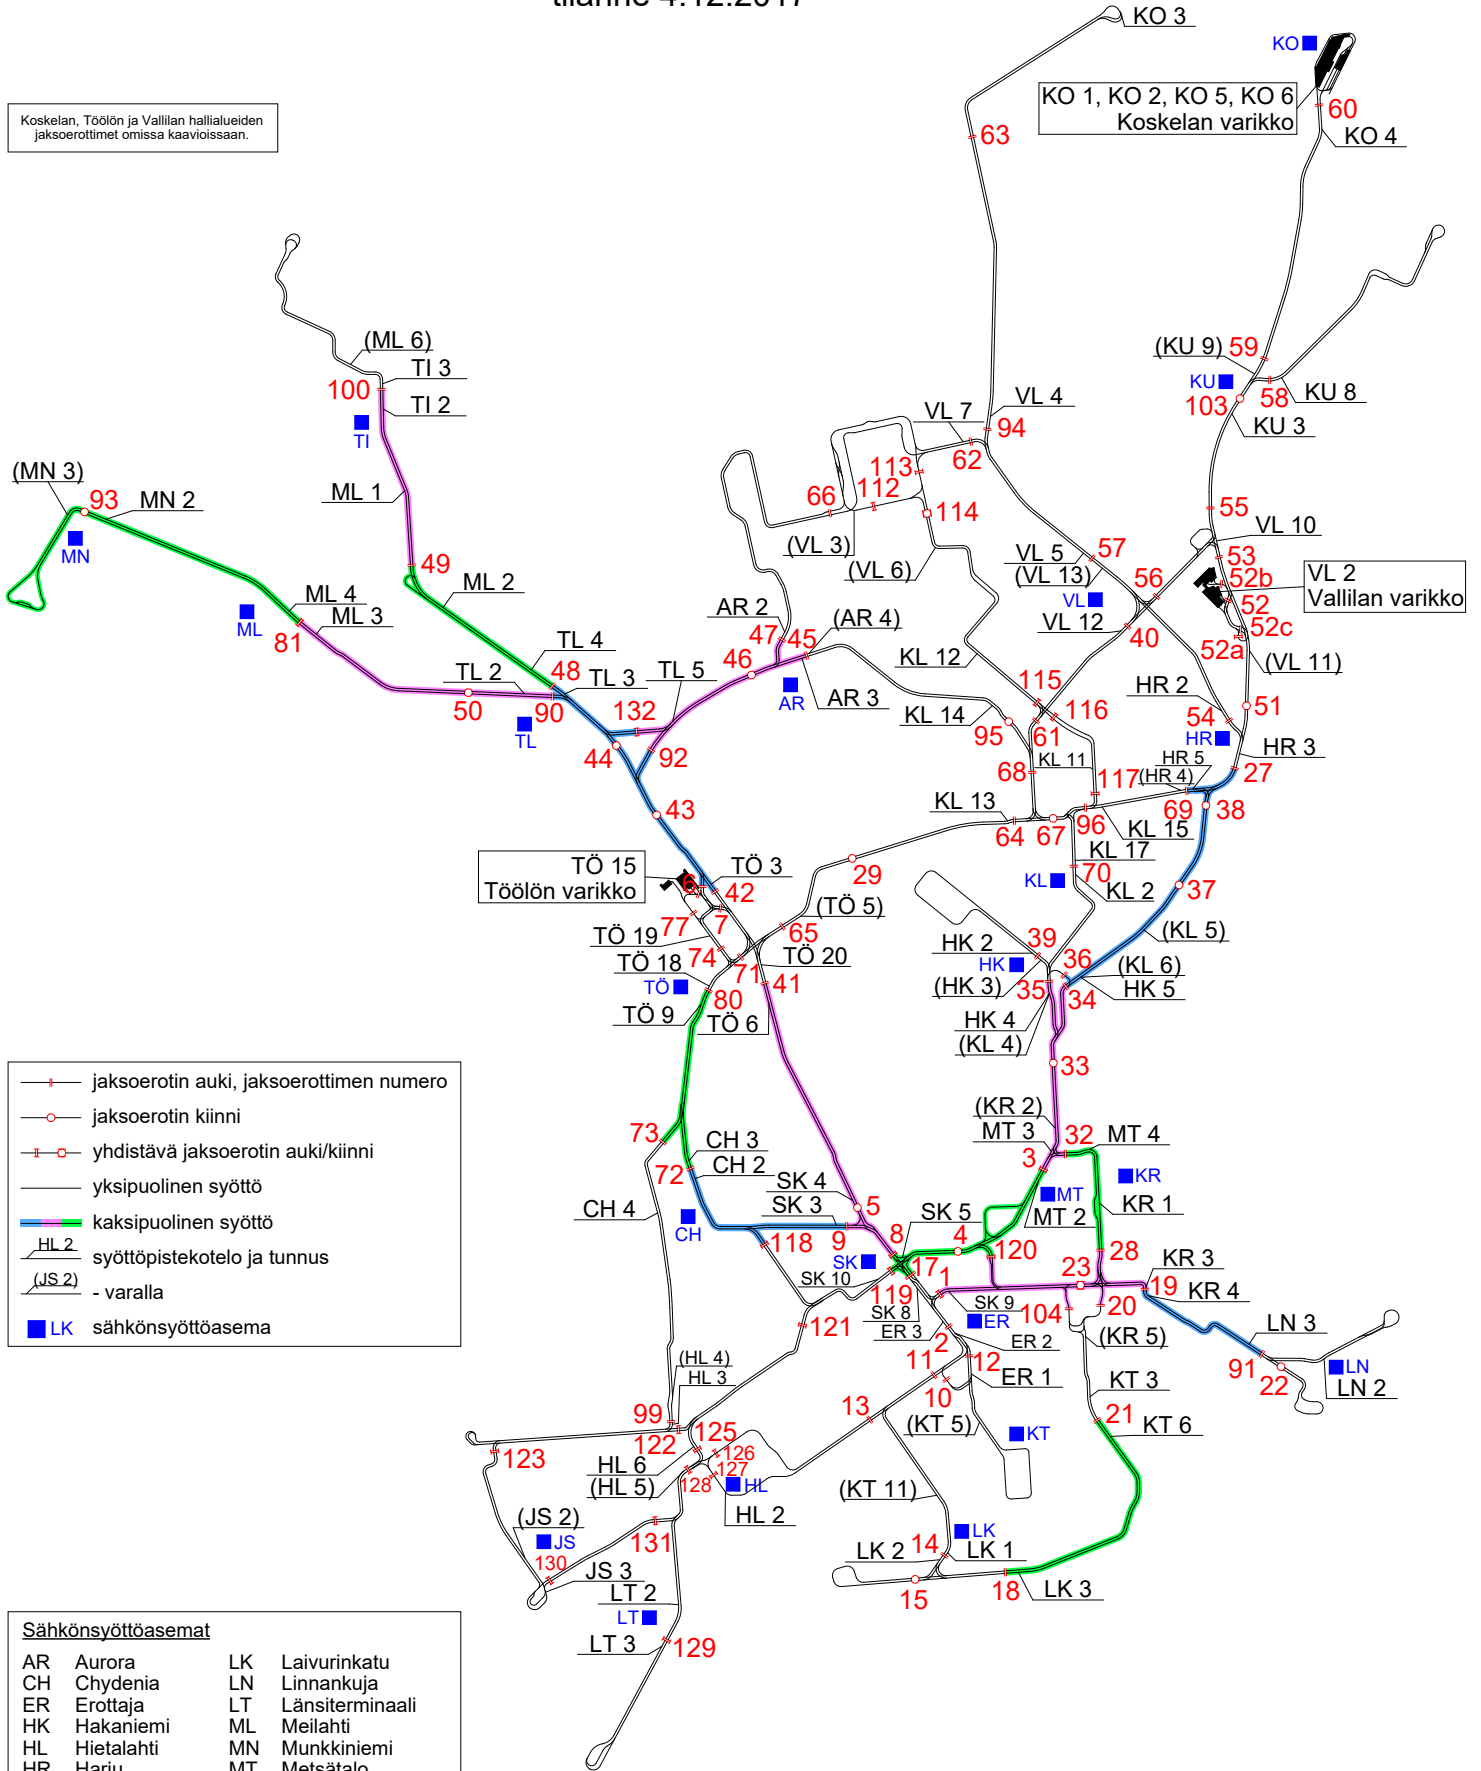 tilanne 4.12.2017
KO 3
KO
KO 1, KO 2, KO 5, KO 6
Koskelan varikko
60
KO 4
Koskelan, Töölön ja Vallilan hallialueiden
jaksoerottimet omissa kaavioissaan.
63
(ML 6)
TI 3
100
TI 2
TI
(KU 9)
59
KU
58
KU 8
103
KU 3
VL 7
VL 4
94
62
(MN 3)
93
MN 2
MN
ML 1
113
66
112
114
(VL 3)
(VL 6)
55
VL 10
VL 5
57
(VL 13)
53
56
52b
VL 2
Vallilan varikko
52
VL
VL 12
40
52c
52a
(VL 11)
49
ML 2
ML 4
ML 3
ML
81
AR 2
47
45
(AR 4)
46
AR
AR 3
KL 12
TL 4
48
TL 2
TL 3
TL 5
50
90
TL
132
44
92
115
116
HR 2
54
51
HR
HR 3
KL 14
95
61
68
KL 11
HR 5
(HR 4)
27
117
69
38
43
KL 13
64
67
96
KL 15
KL 17
70
KL
KL 2
37
TÖ 15
Töölön varikko
6
TÖ 3
42
29
(TÖ 5)
77
7
65
TÖ 19
74
71
TÖ 20
TÖ 18
TÖ
80
41
TÖ 9
TÖ 6
(KL 5)
HK 2
39
HK
36
(KL 6)
(HK 3)
35
34
HK 5
HK 4
(KL 4)
33
jaksoerotin auki, jaksoerottimen numero
jaksoerotin kiinni
yhdistävä jaksoerotin auki/kiinni
yksipuolinen syöttö
kaksipuolinen syöttö
HL 2
syöttöpistekotelo ja tunnus
(JS 2)
- varalla
LK
sähkönsyöttöasema
(KR 2)
MT 3
32
MT 4
3
MT
KR
MT 2
KR 1
73
CH 3
72
CH 2
CH 4
CH
SK 4
5
SK 3
9
8
SK 5
4
SK
118
17
120
28
SK 10
119
1
23
KR 3
19
KR 4
SK 8
SK 9
ER 3
ER
104
20
2
ER 2
(KR 5)
LN 3
91
22
LN
LN 2
121
11
12
10
ER 1
KT 3
21
KT 6
(HL 4)
HL 3
99
122
125
13
(KT 5)
KT
123
HL 6
126
(HL 5)
127
128
HL
HL 2
(KT 11)
(JS 2)
JS
131
130
JS 3
LK
14
LK 2
LK 1
15
18
LK 3
LT 2
LT
LT 3
129
Sähkönsyöttöasemat
AR Aurora LK Laivurinkatu
CH Chydenia LN Linnankuja
ER Erottaja LT Länsiterminaali
HK Hakaniemi ML Meilahti
HL Hietalahti MN Munkkiniemi
HR Harju MT Metsätalo